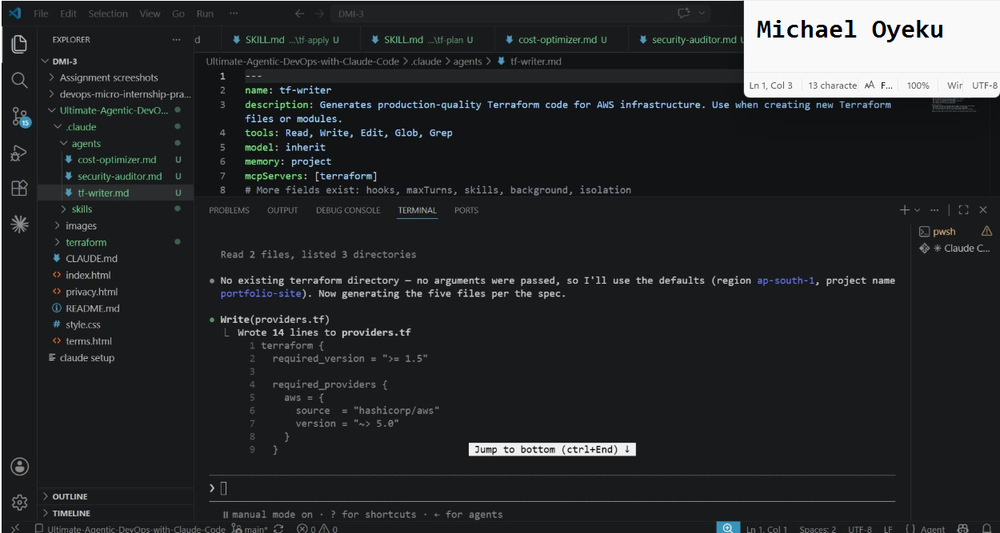 File Edit Selection View Go Run ··· ← → DMI-3
Michael Oyeku
Ln 1, Col 3 13 characte F... 100% Wir UTF-8
EXPLORER ···
DMI-3
Assignment screetshots
devops-micro-internship-pra...
Ultimate-Agentic-DevO...
.claude
agents
cost-optimizer.md U
security-auditor.md U
tf-writer.md U
skills
images
terraform
CLAUDE.md
index.html
privacy.html
README.md
style.css
terms.html
claude setup
OUTLINE
TIMELINE
15
d SKILL.md ...\tf-apply U SKILL.md ...\tf-plan U cost-optimizer.md U security-auditor.md U
Ultimate-Agentic-DevOps-with-Claude-Code > .claude > agents > tf-writer.md
1 ---
2 name: tf-writer
3 description: Generates production-quality Terraform code for AWS infrastructure. Use when creating new Terraform
files or modules.
4 tools: Read, Write, Edit, Glob, Grep
5 model: inherit
6 memory: project
7 mcpServers: [terraform]
8 # More fields exist: hooks, maxTurns, skills, background, isolation
PROBLEMS OUTPUT DEBUG CONSOLE TERMINAL PORTS
pwsh
Claude C...
Read 2 files, listed 3 directories
● No existing terraform directory — no arguments were passed, so I'll use the defaults (region ap-south-1, project name
portfolio-site). Now generating the five files per the spec.
● Write(providers.tf)
Wrote 14 lines to providers.tf
1 terraform {
2 required_version = ">= 1.5"
3
4 required_providers {
5 aws = {
6 source = "hashicorp/aws"
7 version = "~> 5.0"
8 }
9 }
Jump to bottom (ctrl+End) ↓
❯
⏸ manual mode on · ? for shortcuts · ← for agents
Ultimate-Agentic-DevOps-with-Claude-Code main* 0 0 Ln 1, Col 1 Spaces: 2 UTF-8 LF { } Agent